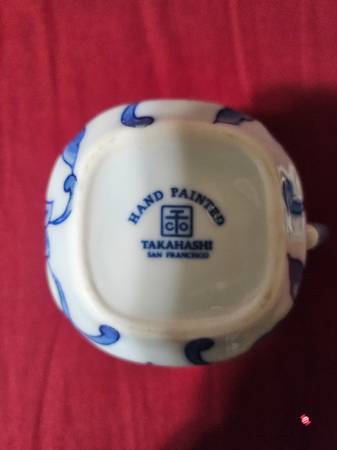 HAND PAINTED
TAKAHASHI
SAN FRANCISCO